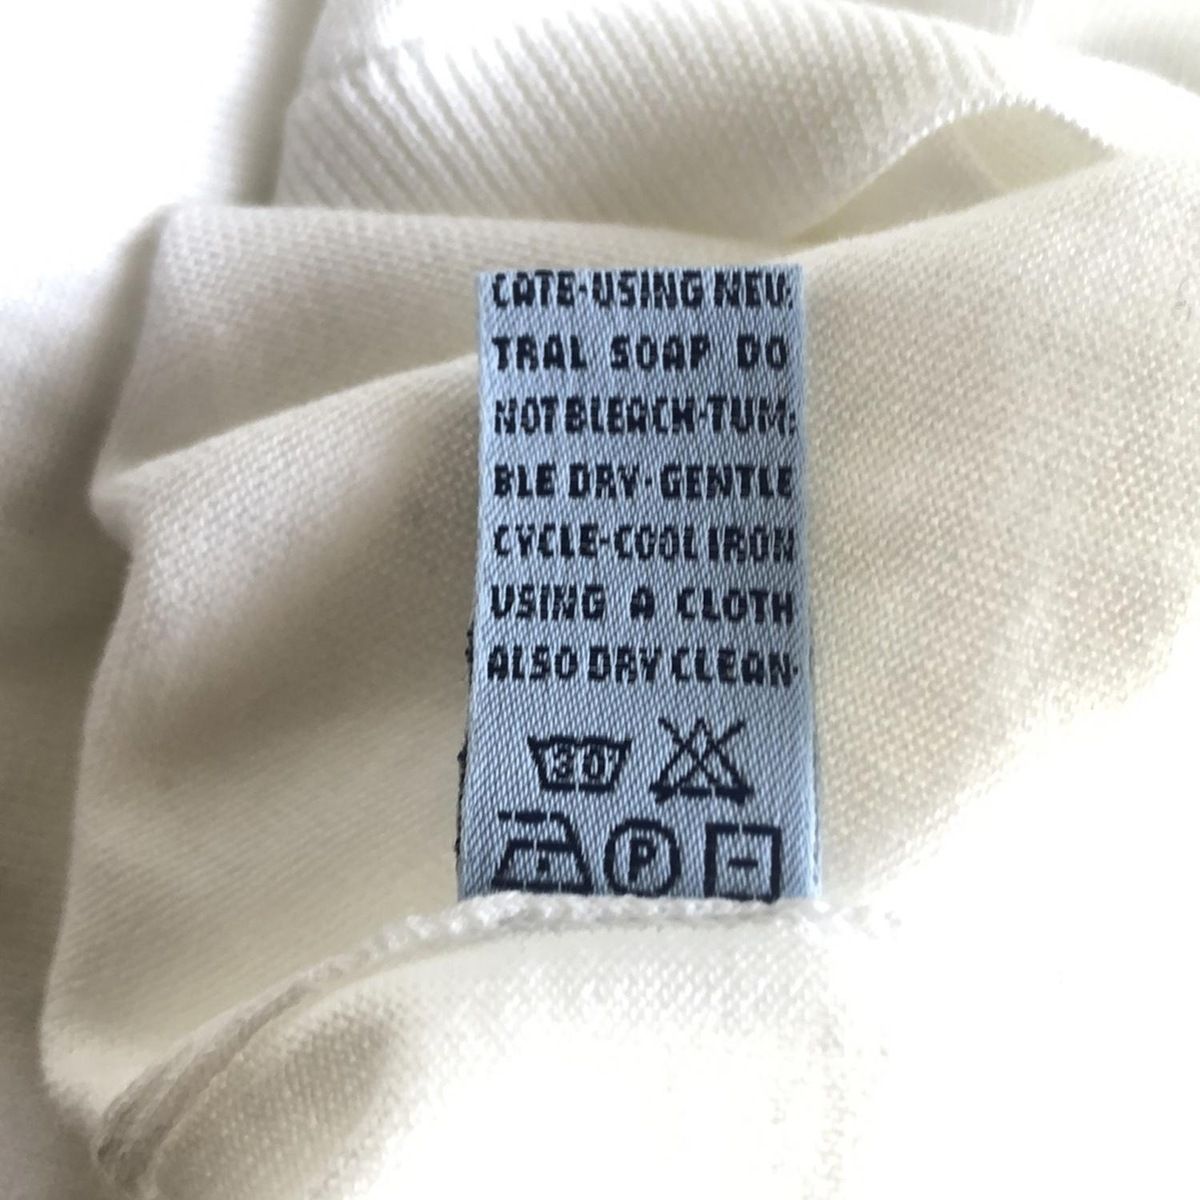 CATE-USING NEU-
TRAL SOAP DO
NOT BLEACH-TUM-
BLE DRY-GENTLE
CYCLE-COOL IRON
USING A CLOTH
ALSO DRY CLEAN-
30
P